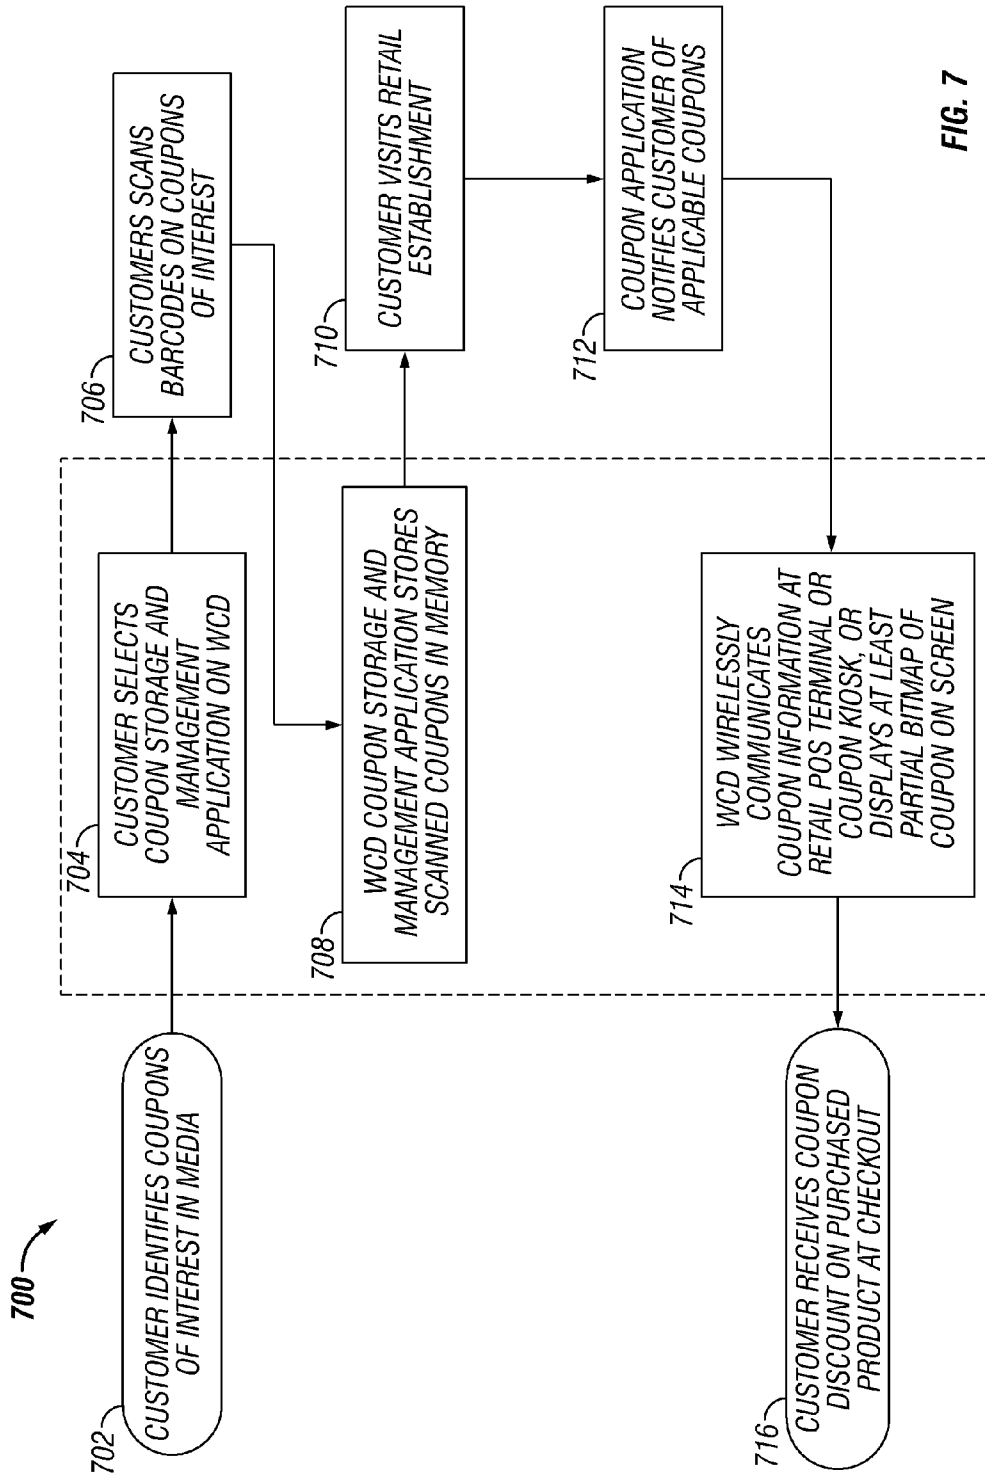 700
702
CUSTOMER IDENTIFIES COUPONS
OF INTEREST IN MEDIA
704
CUSTOMER SELECTS
COUPON STORAGE AND
MANAGEMENT
APPLICATION ON WCD
706
CUSTOMERS SCANS
BARCODES ON COUPONS
OF INTEREST
708
WCD COUPON STORAGE AND
MANAGEMENT APPLICATION STORES
SCANNED COUPONS IN MEMORY
710
CUSTOMER VISITS RETAIL
ESTABLISHMENT
712
COUPON APPLICATION
NOTIFIES CUSTOMER OF
APPLICABLE COUPONS
714
WCD WIRELESSLY
COMMUNICATES
COUPON INFORMATION AT
RETAIL POS TERMINAL OR
COUPON KIOSK, OR
DISPLAYS AT LEAST
PARTIAL BITMAP OF
COUPON ON SCREEN
716
CUSTOMER RECEIVES COUPON
DISCOUNT ON PURCHASED
PRODUCT AT CHECKOUT
FIG. 7